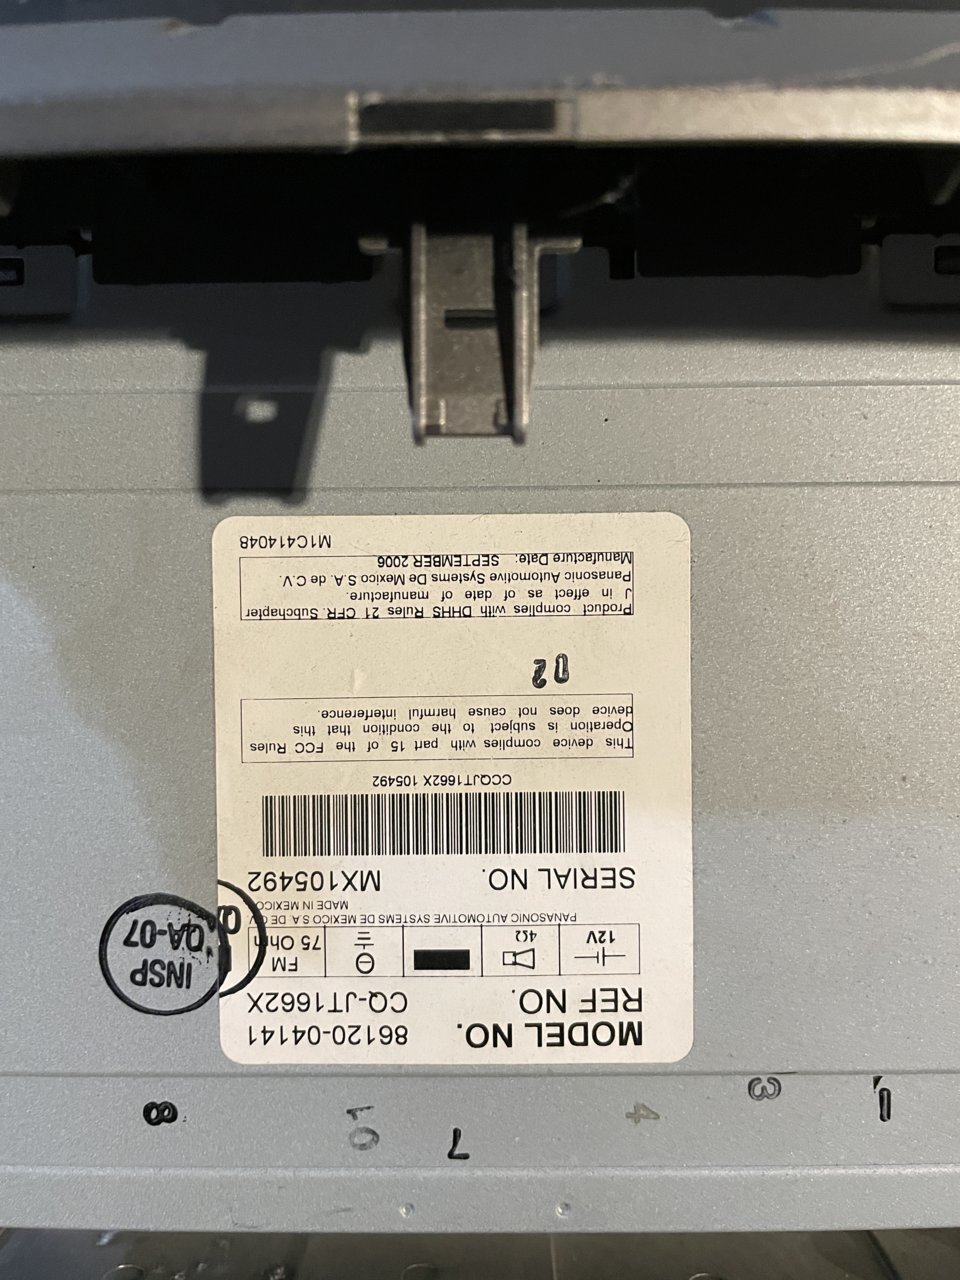 MODEL NO. 86120-04141
REF NO. CQ-JT1662X
12V
4Ω
FM
75 Ohm
PANASONIC AUTOMOTIVE SYSTEMS DE MEXICO S.A. DE C.V.
MADE IN MEXICO
SERIAL NO. MX105492
CCQJT1662X 105492
This device complies with part 15 of the FCC Rules
Operation is subject to the condition that this
device does not cause harmful interference.
02
Product complies with DHHS Rules 21 CFR. Subchapter
J in effect as of date of manufacture.
Panasonic Automotive Systems De Mexico S.A. de C.V.
Manufacture Date: SEPTEMBER 2006
M1C414048
INSP
QA-07
1
3
4
7
8